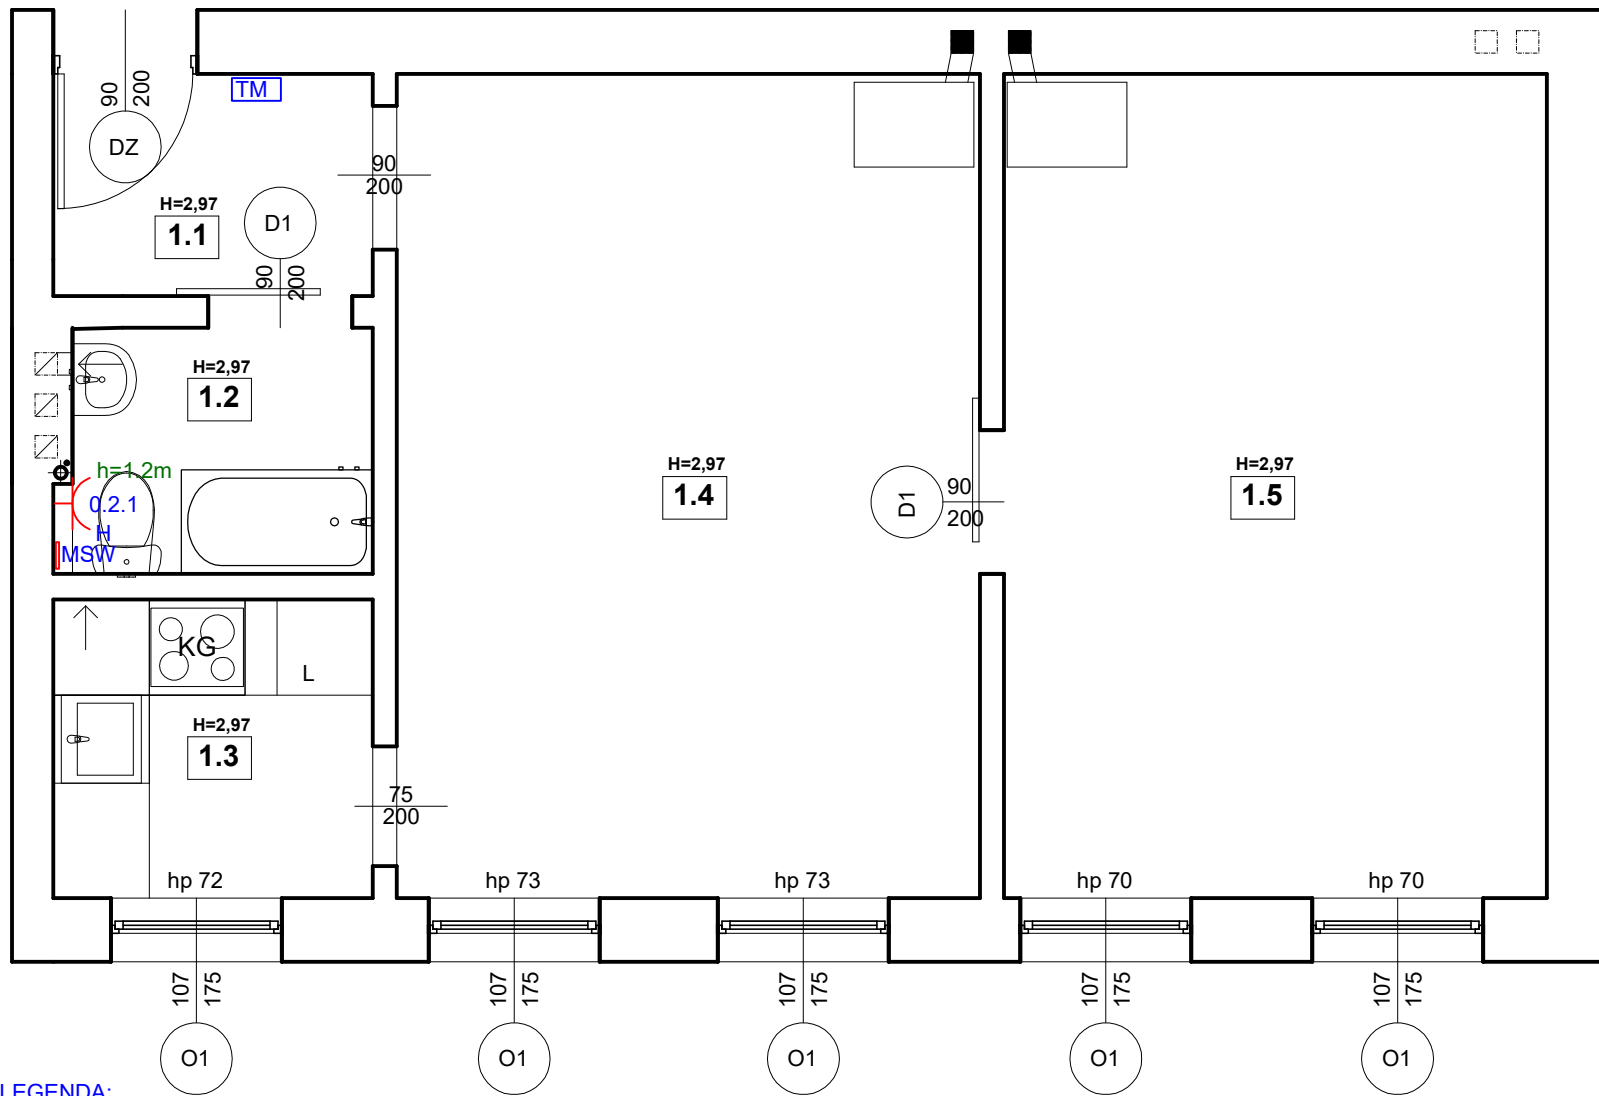 90
200
TM
DZ
90
200
H=2,97
1.1
D1
90
200
H=2,97
1.2
h=1.2m
0.2.1
H
MSW
H=2,97
1.4
D1
90
200
H=2,97
1.5
KG
L
H=2,97
1.3
75
200
hp 72
hp 73
hp 73
hp 70
hp 70
107
175
107
175
107
175
107
175
107
175
O1
O1
O1
O1
O1
LEGENDA: